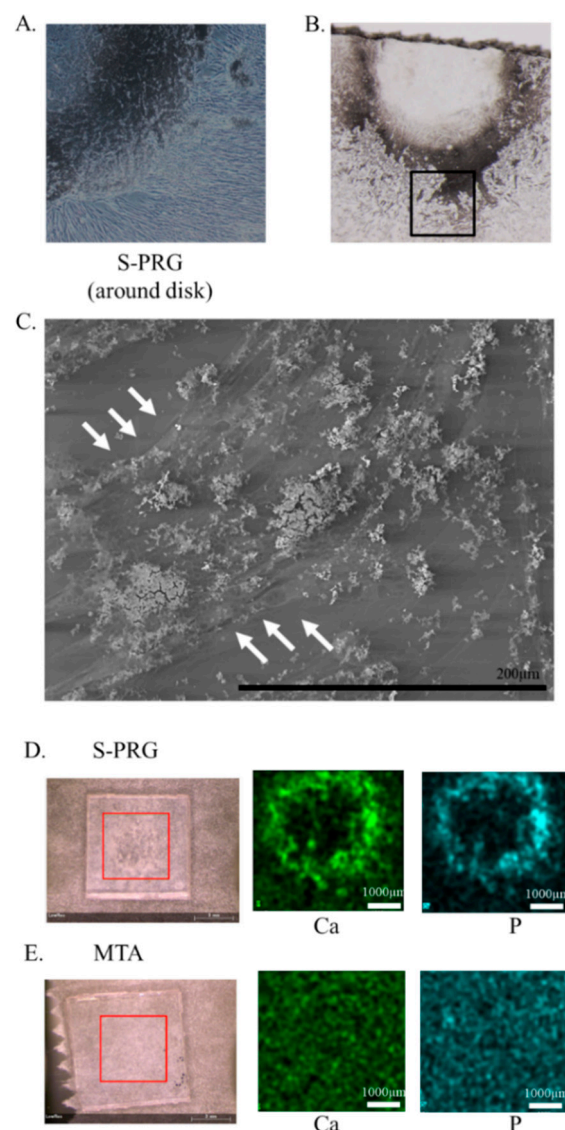 A.
B.
S-PRG
(around disk)
C.
200μm
D. S-PRG
1000μm
1000μm
Ca
P
E. MTA
1000μm
1000μm
Ca
P